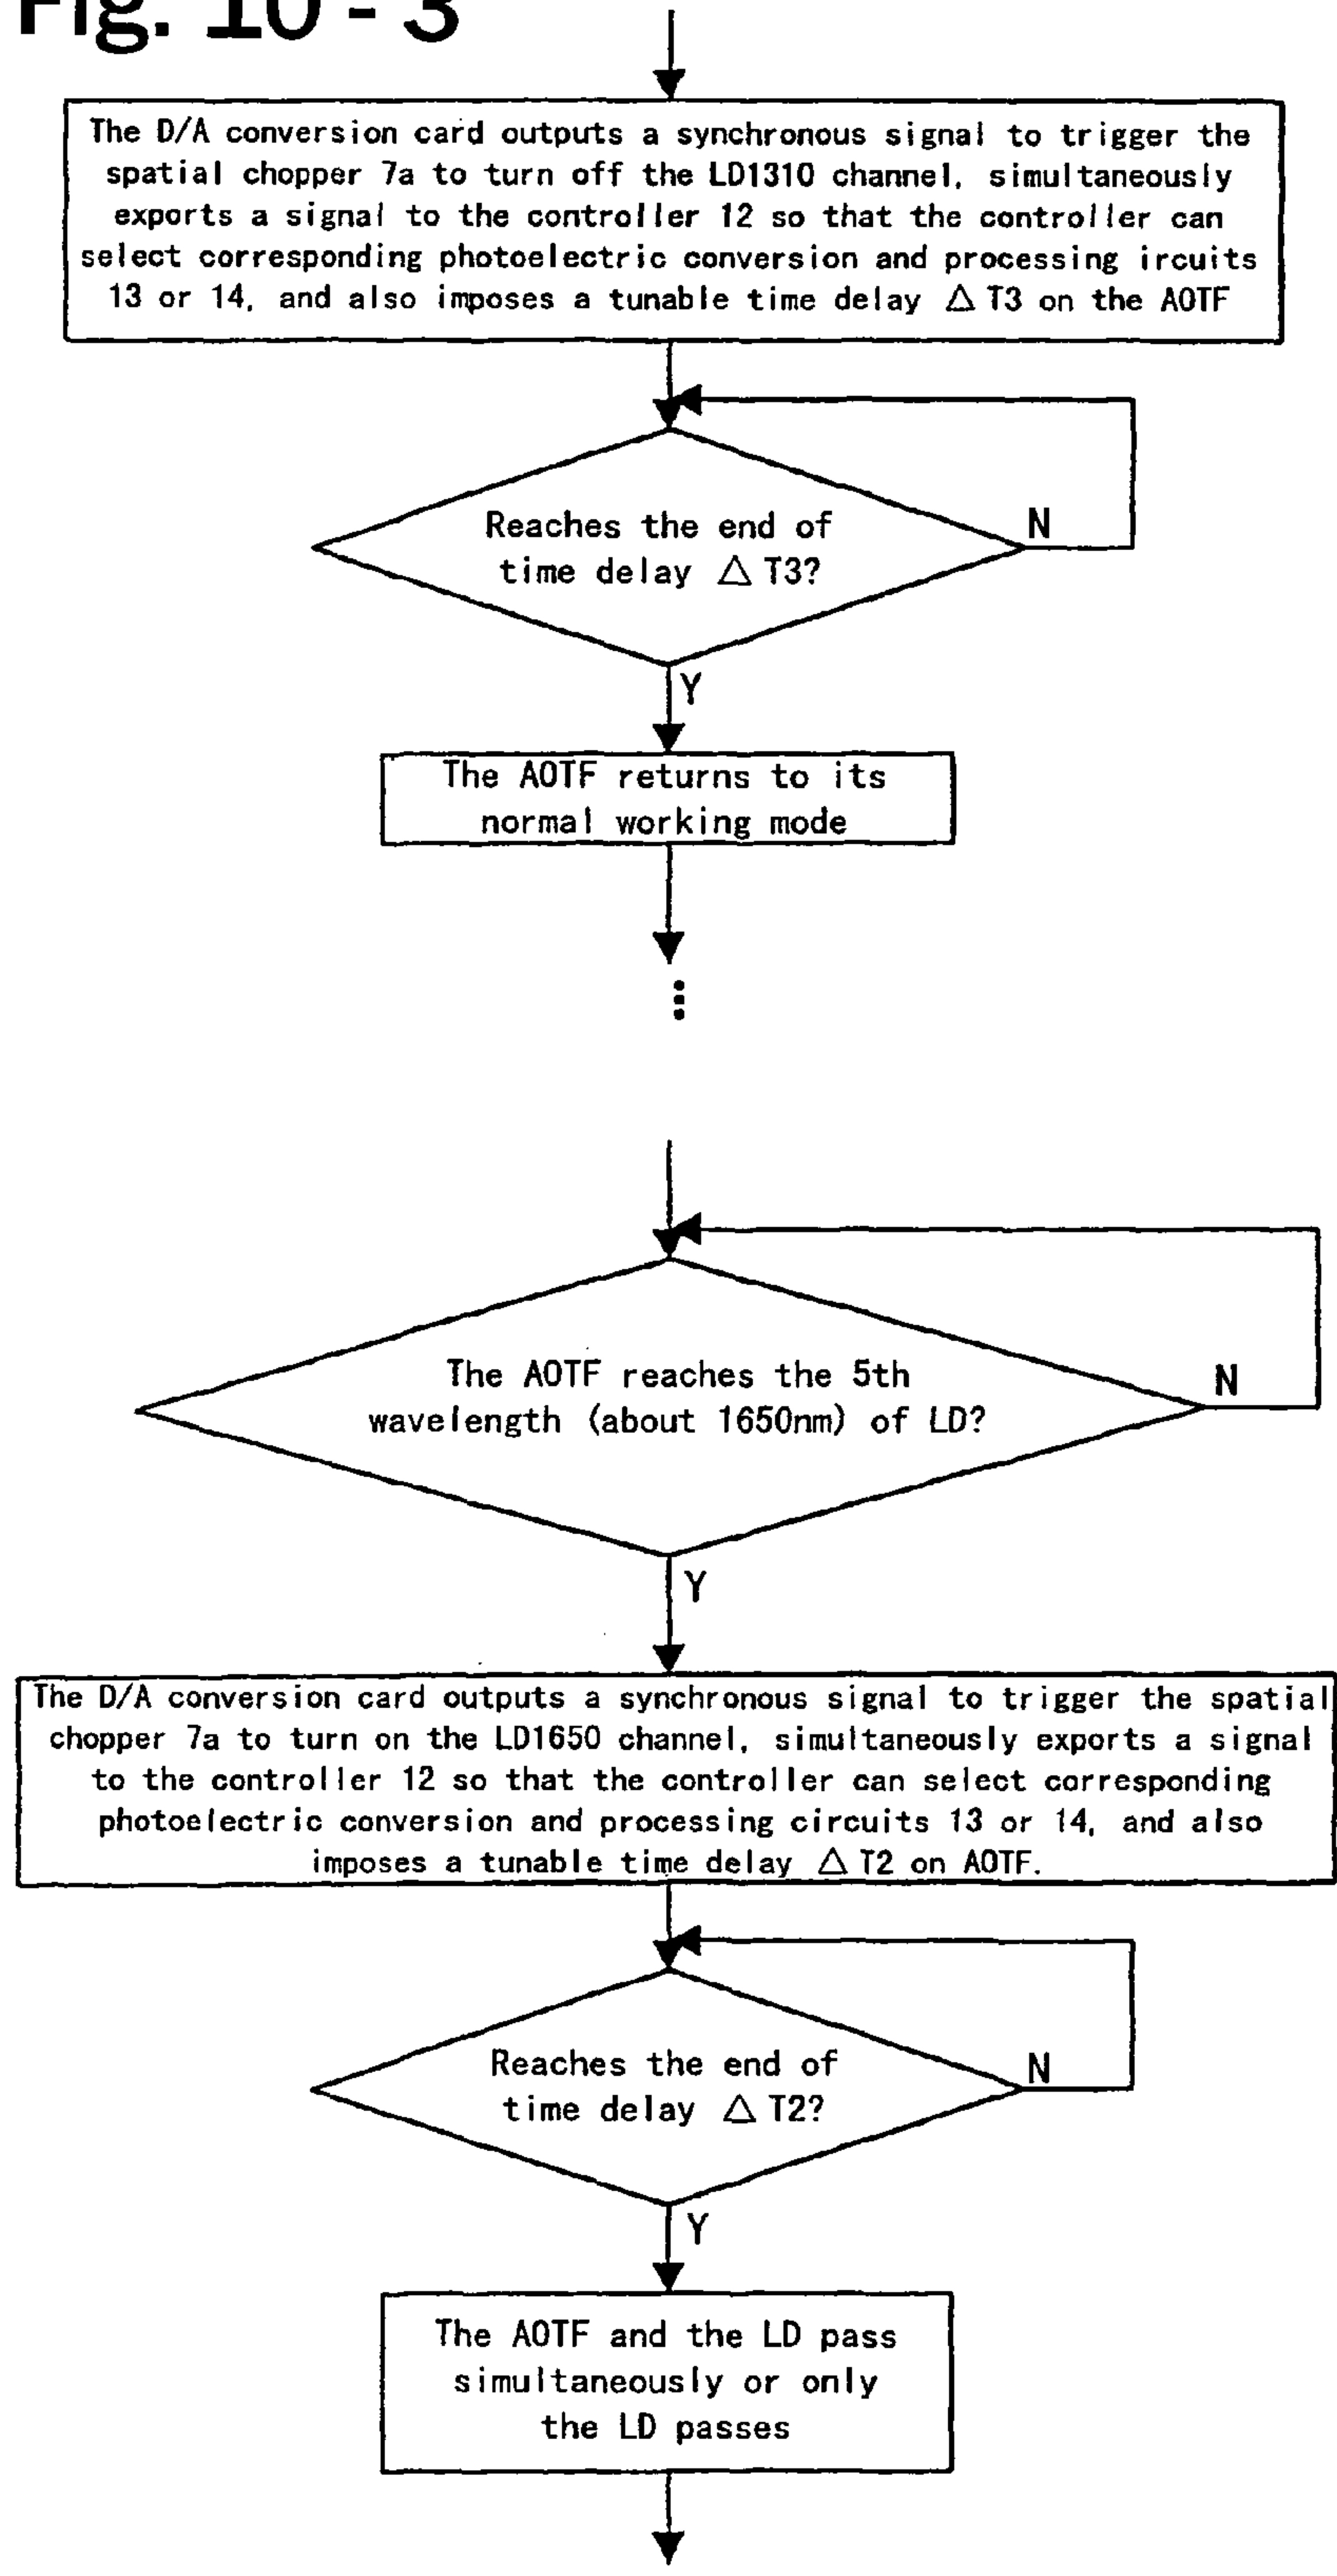 Fig. 10 - 3
The D/A conversion card outputs a synchronous signal to trigger the
spatial chopper 7a to turn off the LD1310 channel, simultaneously
exports a signal to the controller 12 so that the controller can
select corresponding photoelectric conversion and processing ircuits
13 or 14, and also imposes a tunable time delay △ T3 on the AOTF
Reaches the end of
time delay △ T3?
N
Y
The AOTF returns to its
normal working mode
⋮
The AOTF reaches the 5th
wavelength (about 1650nm) of LD?
N
Y
The D/A conversion card outputs a synchronous signal to trigger the spatial
chopper 7a to turn on the LD1650 channel, simultaneously exports a signal
to the controller 12 so that the controller can select corresponding
photoelectric conversion and processing circuits 13 or 14, and also
imposes a tunable time delay △ T2 on AOTF.
Reaches the end of
time delay △ T2?
N
Y
The AOTF and the LD pass
simultaneously or only
the LD passes